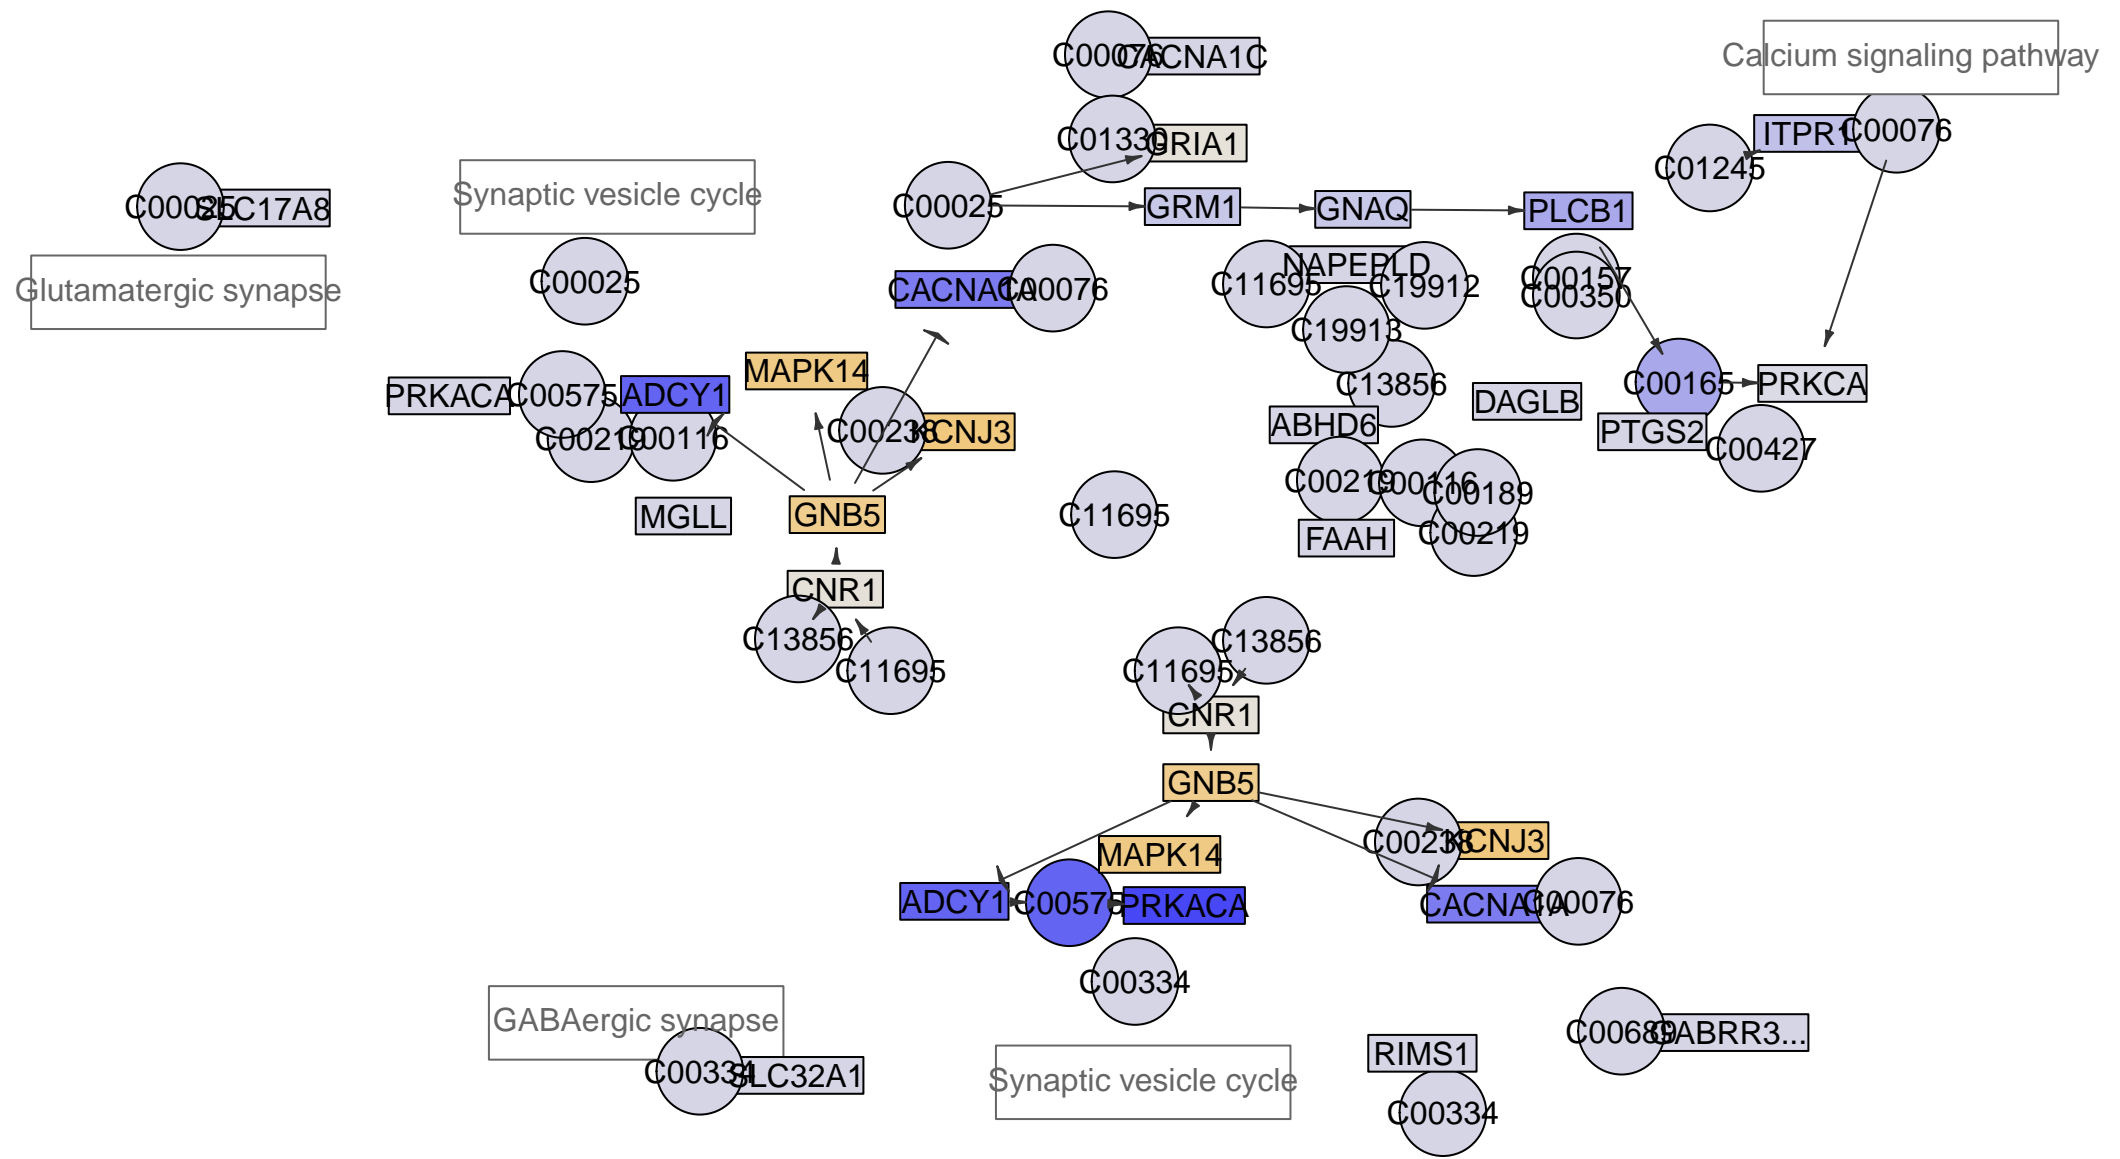 C00076
CACNA1C
Calcium signaling pathway
C01330
GRIA1
ITPR1
C00076
C01245
C00025
SLC17A8
Synaptic vesicle cycle
C00025
GRM1
GNAQ
PLCB1
Glutamatergic synapse
C00025
CACNA1A
C00076
C11695
NAPEPLD
C19912
C00157
C00350
C19913
MAPK14
PRKACA
C00575
ADCY1
C13856
DAGLB
C00165
PRKCA
C00219
C00116
C00238
KCNJ3
ABHD6
PTGS2
C00427
MGLL
GNB5
C11695
C00219
C00116
C00189
FAAH
C00219
CNR1
C13856
C11695
C13856
C11695
CNR1
GNB5
MAPK14
C00238
KCNJ3
ADCY1
C00575
PRKACA
CACNA1A
C00076
C00334
GABAergic synapse
C00334
SLC32A1
Synaptic vesicle cycle
RIMS1
C00334
C00689
GABRR3...